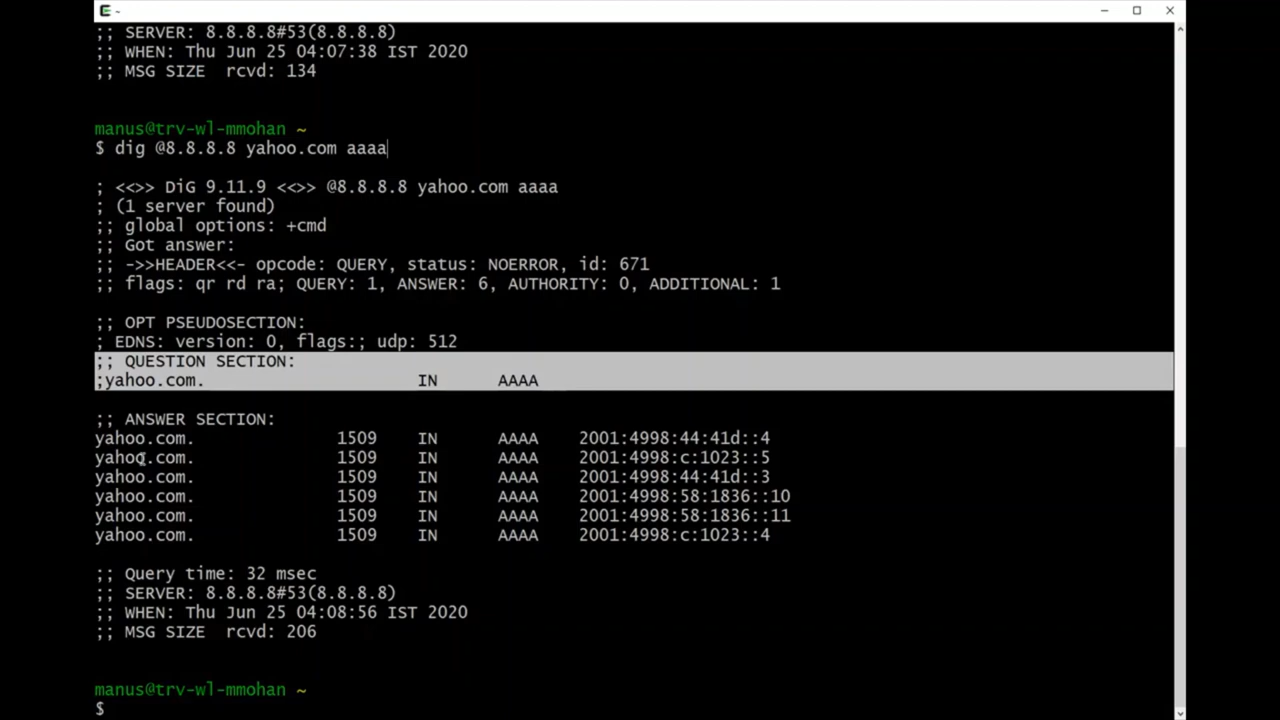 ~
;; SERVER: 8.8.8.8#53(8.8.8.8)
;; WHEN: Thu Jun 25 04:07:38 IST 2020
;; MSG SIZE  rcvd: 134
manus@trv-wl-mmohan ~
$ dig @8.8.8.8 yahoo.com aaaa
; <<>> DiG 9.11.9 <<>> @8.8.8.8 yahoo.com aaaa
; (1 server found)
;; global options: +cmd
;; Got answer:
;; ->>HEADER<<- opcode: QUERY, status: NOERROR, id: 671
;; flags: qr rd ra; QUERY: 1, ANSWER: 6, AUTHORITY: 0, ADDITIONAL: 1
;; OPT PSEUDOSECTION:
; EDNS: version: 0, flags:; udp: 512
;; QUESTION SECTION:
;yahoo.com. IN AAAA
;; ANSWER SECTION:
yahoo.com. 1509 IN AAAA 2001:4998:44:41d::4
yahoo.com. 1509 IN AAAA 2001:4998:c:1023::5
yahoo.com. 1509 IN AAAA 2001:4998:44:41d::3
yahoo.com. 1509 IN AAAA 2001:4998:58:1836::10
yahoo.com. 1509 IN AAAA 2001:4998:58:1836::11
yahoo.com. 1509 IN AAAA 2001:4998:c:1023::4
;; Query time: 32 msec
;; SERVER: 8.8.8.8#53(8.8.8.8)
;; WHEN: Thu Jun 25 04:08:56 IST 2020
;; MSG SIZE  rcvd: 206
manus@trv-wl-mmohan ~
$